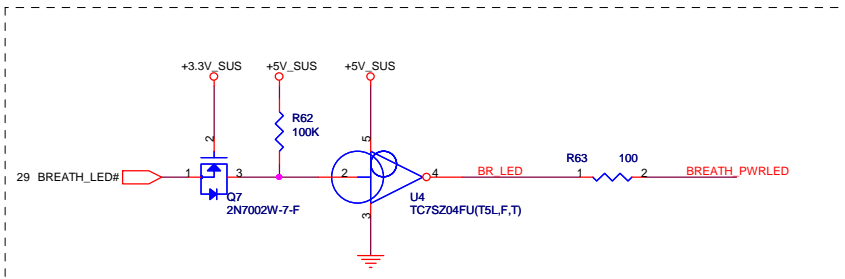 +3.3V_SUS
+5V_SUS
+5V_SUS
R62
100K
2
5
29 BREATH_LED#
1
3
2
4
BR_LED
R63
100
1
2
BREATH_PWRLED
Q7
2N7002W-7-F
3
U4
TC7SZ04FU(T5L,F,T)